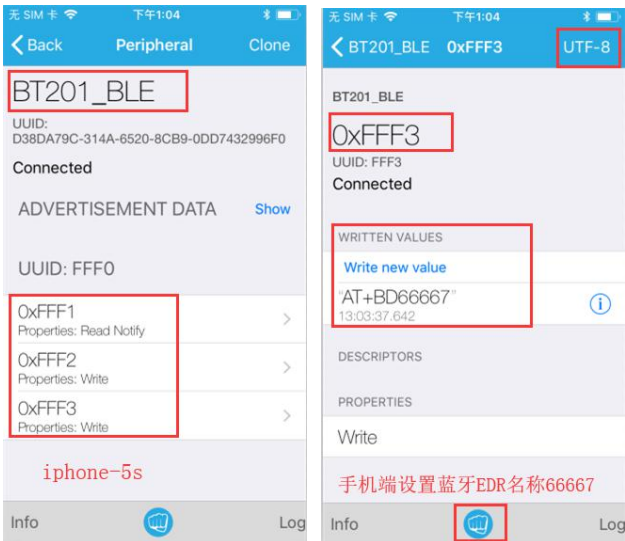 无 SIM 卡 下午1:04
Back Peripheral Clone
BT201_BLE
UUID:
D38DA79C-314A-6520-8CB9-0DD7432996F0
Connected
ADVERTISEMENT DATA Show
UUID: FFF0
0xFFF1
Properties: Read Notify
0xFFF2
Properties: Write
0xFFF3
Properties: Write
iphone-5s
Info Log
无 SIM 卡 下午1:04
BT201_BLE 0xFFF3 UTF-8
BT201_BLE
0xFFF3
UUID: FFF3
Connected
WRITTEN VALUES
Write new value
"AT+BD66667"
13:03:37.642
DESCRIPTORS
PROPERTIES
Write
手机端设置蓝牙EDR名称66667
Info Log